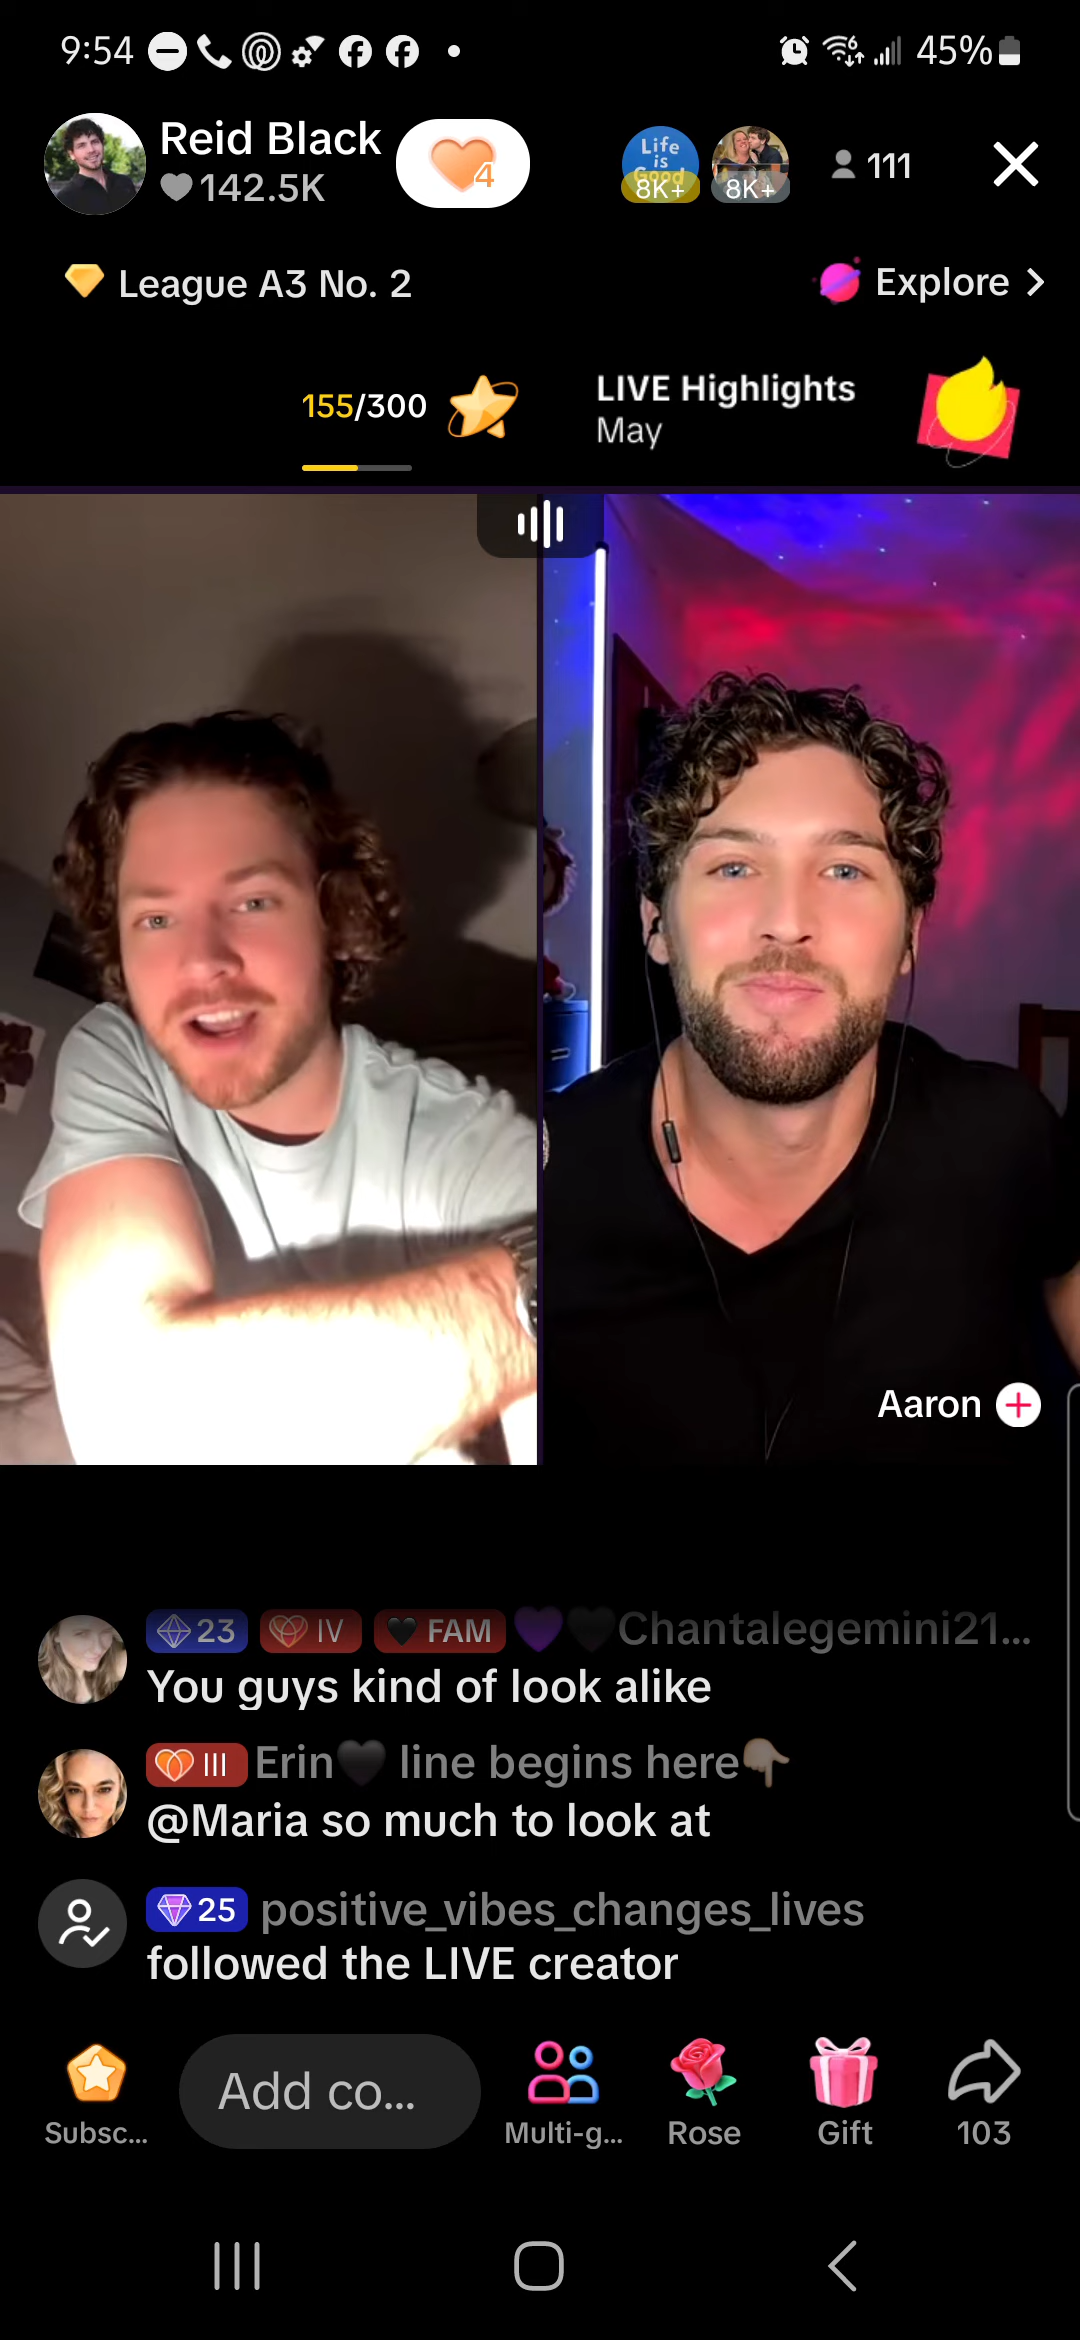 9:54
45%
Reid Black
142.5K
4
Life
is
Good
8K+
8K+
111
League A3 No. 2
Explore
155/300
LIVE Highlights
May
Aaron
23 IV FAM Chantalegemini21...
You guys kind of look alike
III Erin🖤 line begins here👇🏼
@Maria so much to look at
25 positive_vibes_changes_lives
followed the LIVE creator
Add co...
Subsc...
Multi-g...
Rose
Gift
103